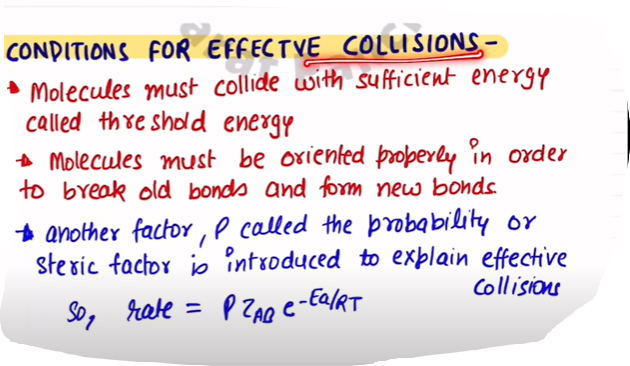 CONDITIONS FOR EFFECTVE COLLISIONS -
Molecules must collide with sufficient energy
called threshold energy
Molecules must be oriented properly in order
to break old bonds and form new bonds.
another factor, P called the probability or
steric factor is introduced to explain effective
collisions
So, rate = P Z_AB e^-Ea/RT